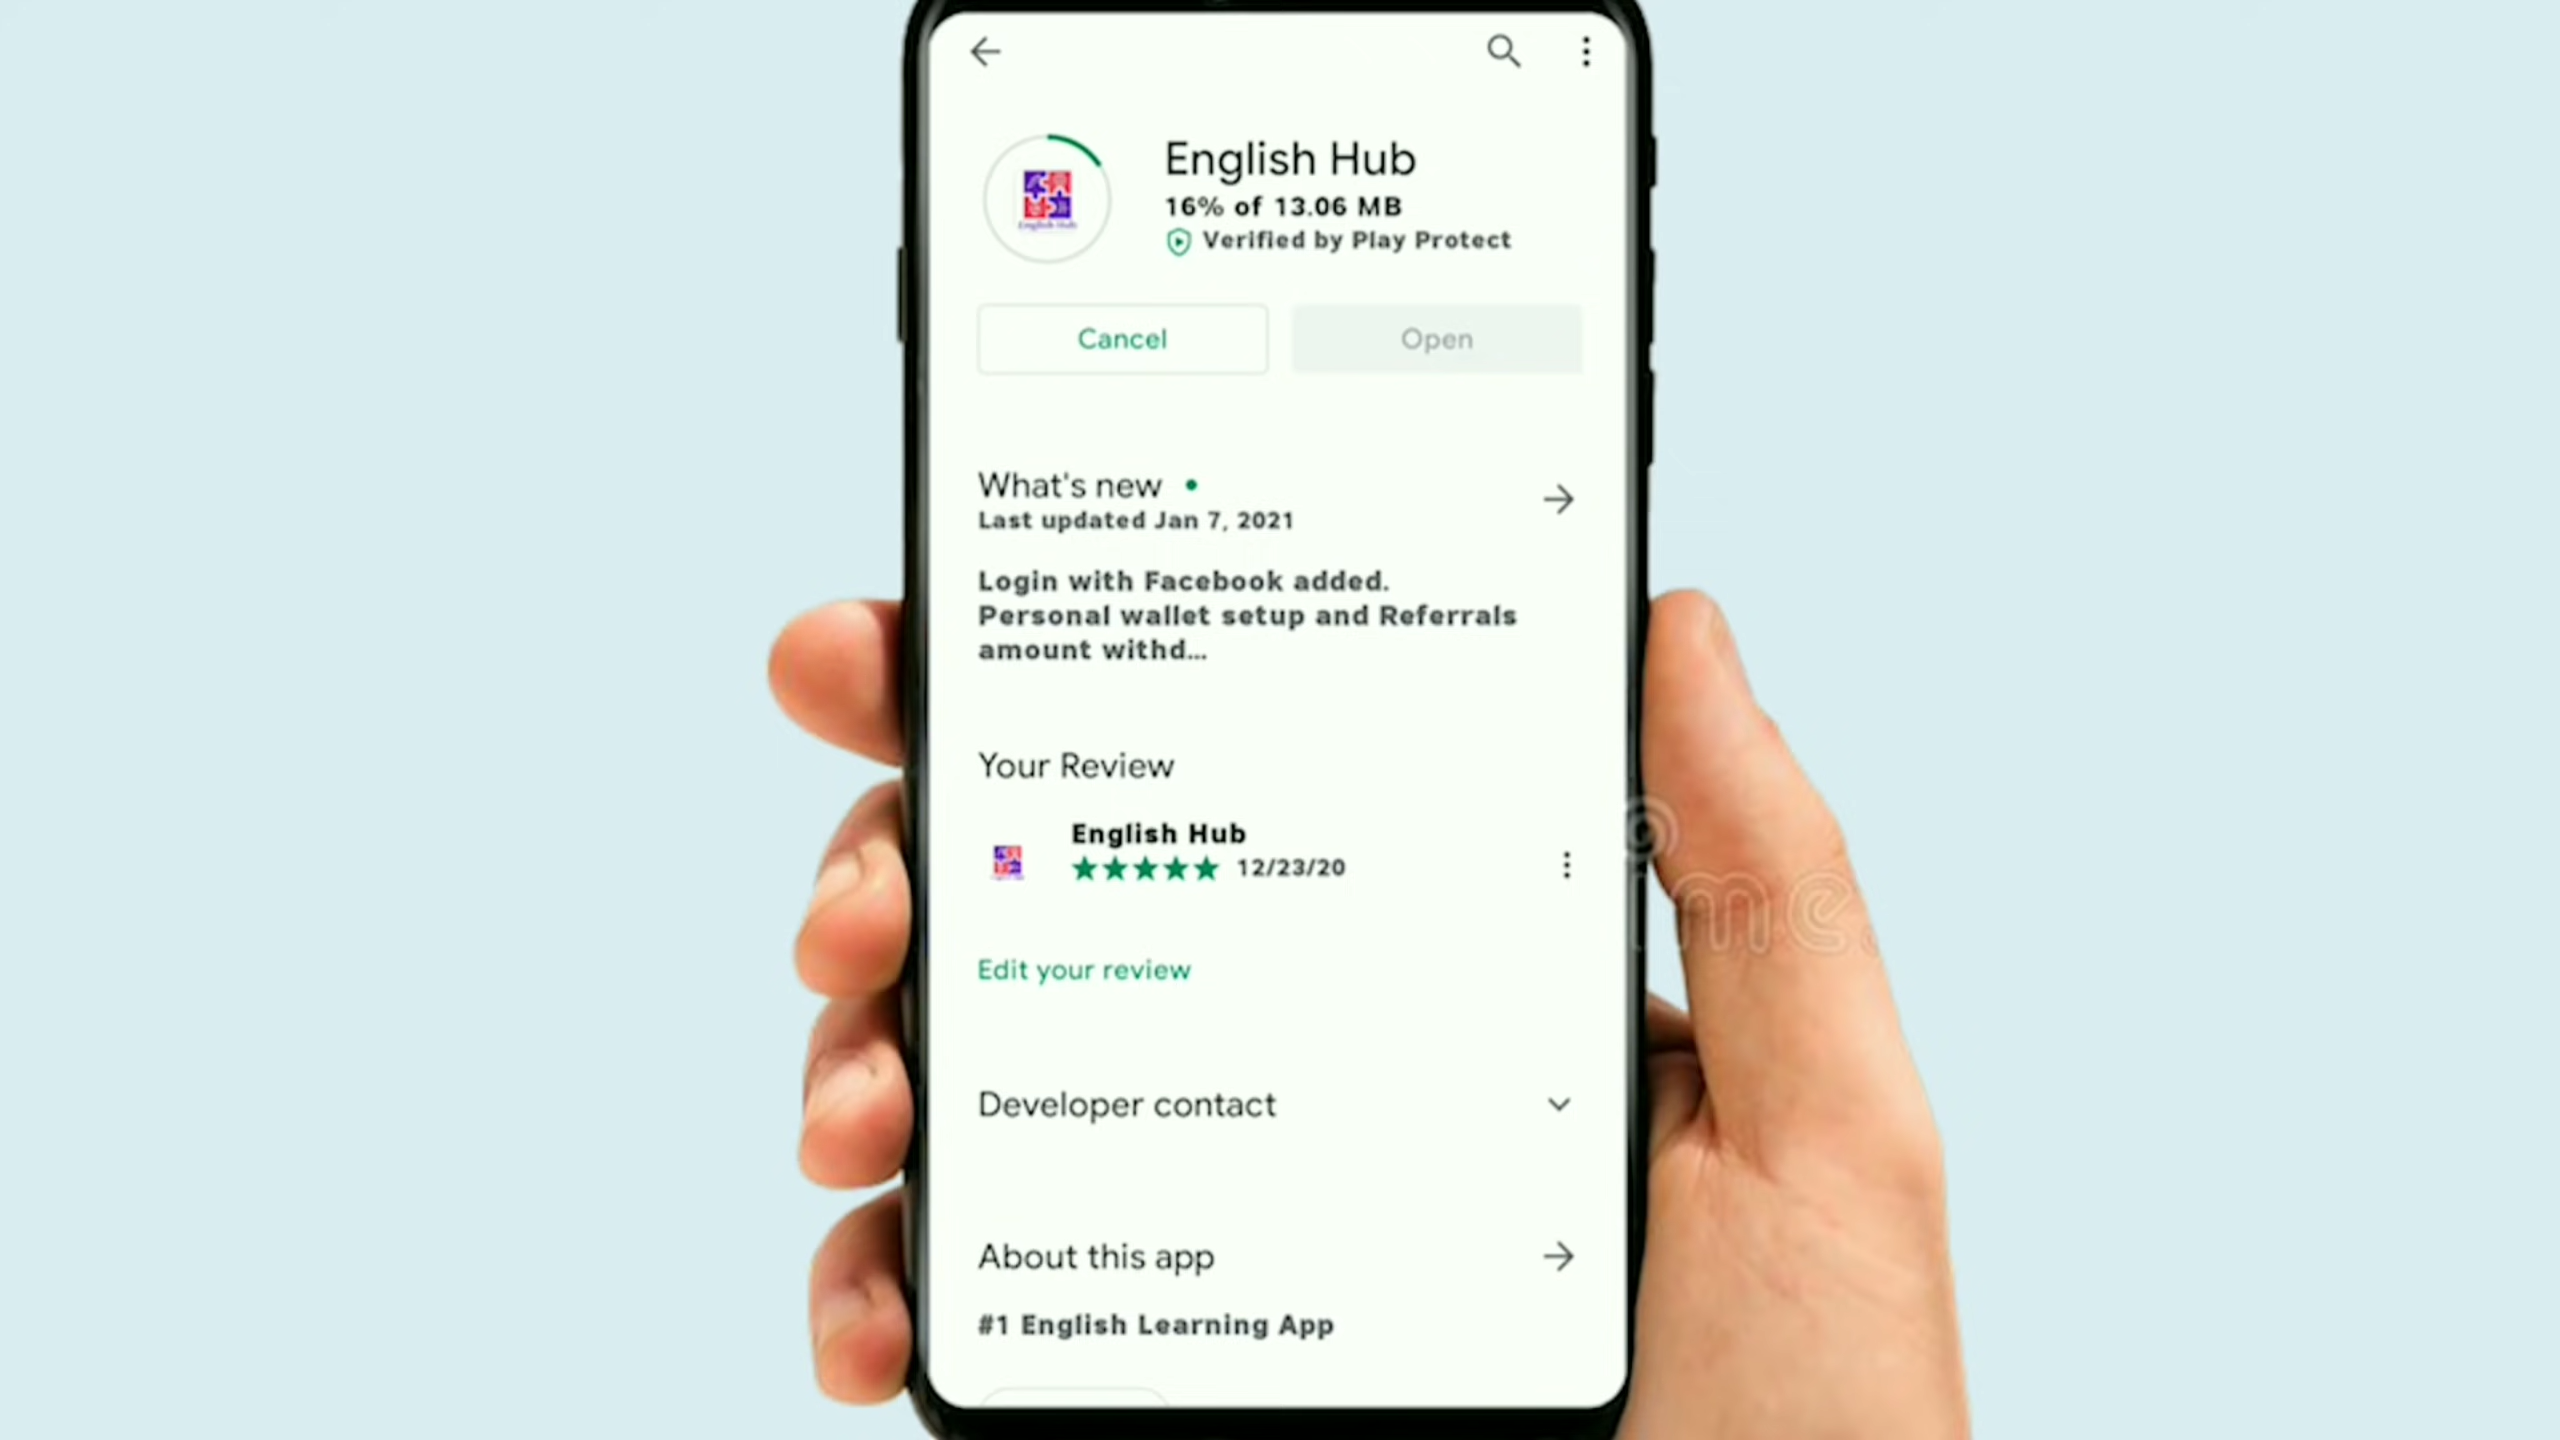 English Hub
16% of 13.06 MB
Verified by Play Protect
Cancel
Open
What's new
Last updated Jan 7, 2021
Login with Facebook added.
Personal wallet setup and Referrals
amount withd...
Your Review
English Hub
English Hub
12/23/20
Edit your review
Developer contact
About this app
#1 English Learning App